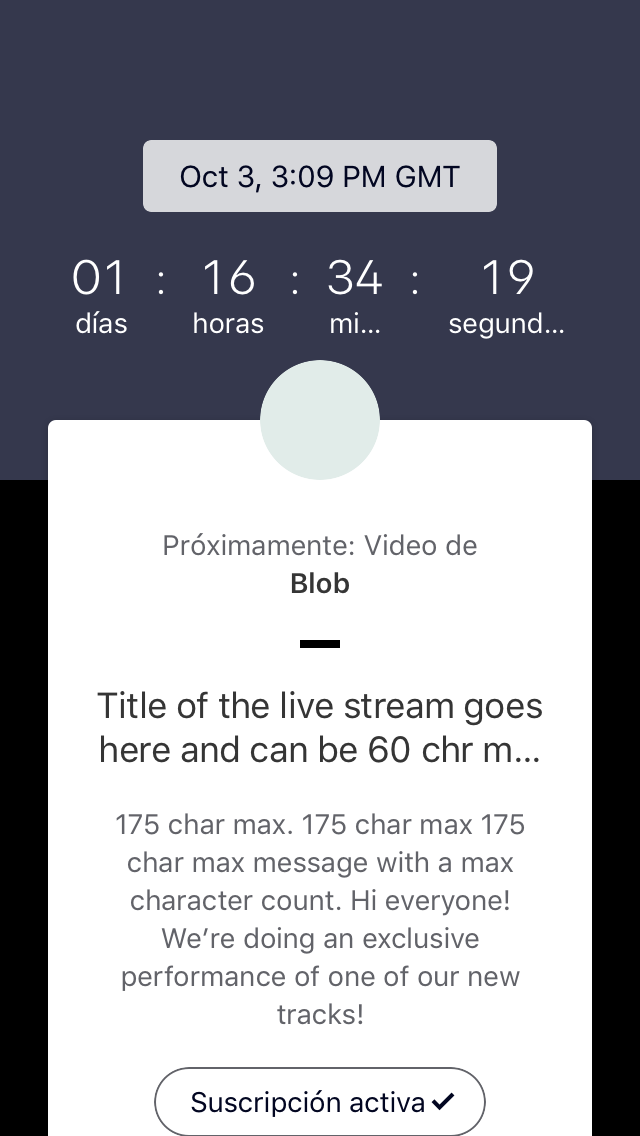 Oct 3, 3:09 PM GMT
01 : 16 : 34 : 19
días horas mi... segund...
Próximamente: Video de
Blob
Title of the live stream goes
here and can be 60 chr m...
175 char max. 175 char max 175
char max message with a max
character count. Hi everyone!
We’re doing an exclusive
performance of one of our new
tracks!
Suscripción activa ✓